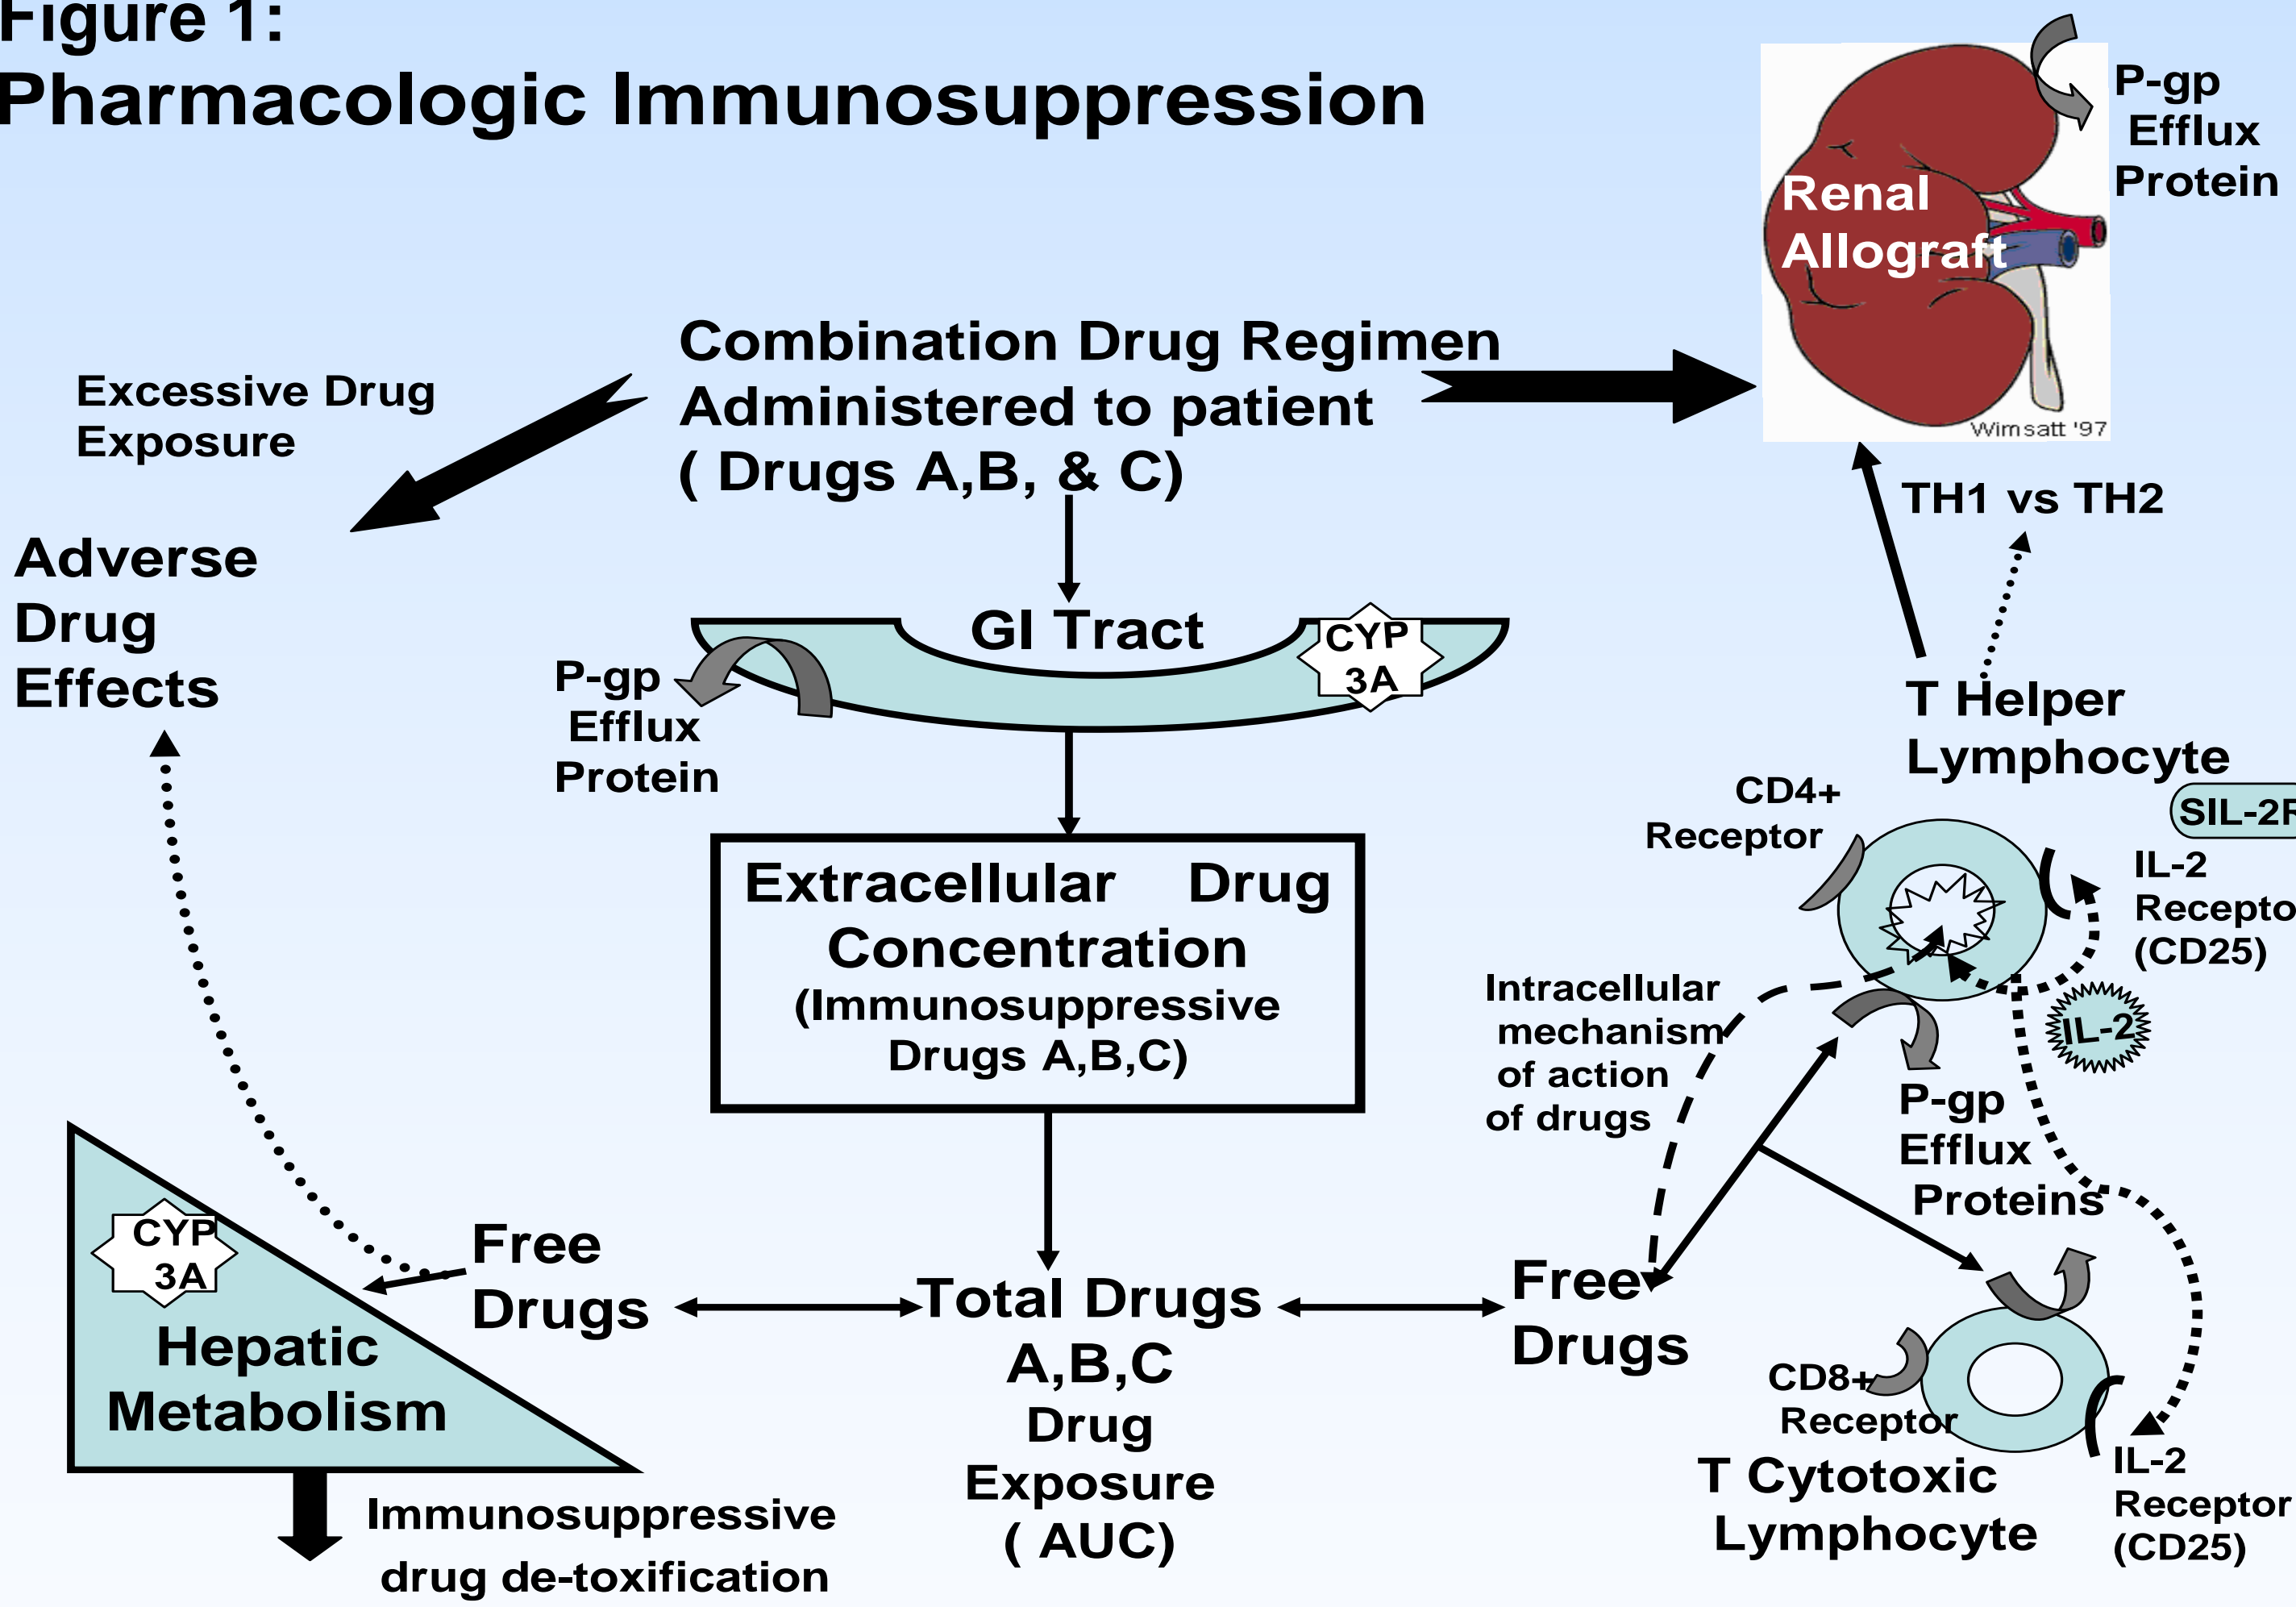 Figure 1:
Pharmacologic Immunosuppression
P-gp
Efflux
Protein
Renal
Allograft
Wimsatt '97
Combination Drug Regimen
Administered to patient
( Drugs A,B, & C)
Excessive Drug
Exposure
Adverse
Drug
Effects
TH1 vs TH2
GI Tract
CYP
3A
P-gp
Efflux
Protein
T Helper
Lymphocyte
CD4+
Receptor
SIL-2R
IL-2
Recepto
(CD25)
Extracellular Drug
Concentration
(Immunosuppressive
Drugs A,B,C)
Intracellular
mechanism
of action
of drugs
IL-2
P-gp
Efflux
Proteins
CYP
3A
Hepatic
Metabolism
Free
Drugs
Total Drugs
A,B,C
Drug
Exposure
( AUC)
Free
Drugs
CD8+
Receptor
T Cytotoxic
Lymphocyte
IL-2
Receptor
(CD25)
Immunosuppressive
drug de-toxification